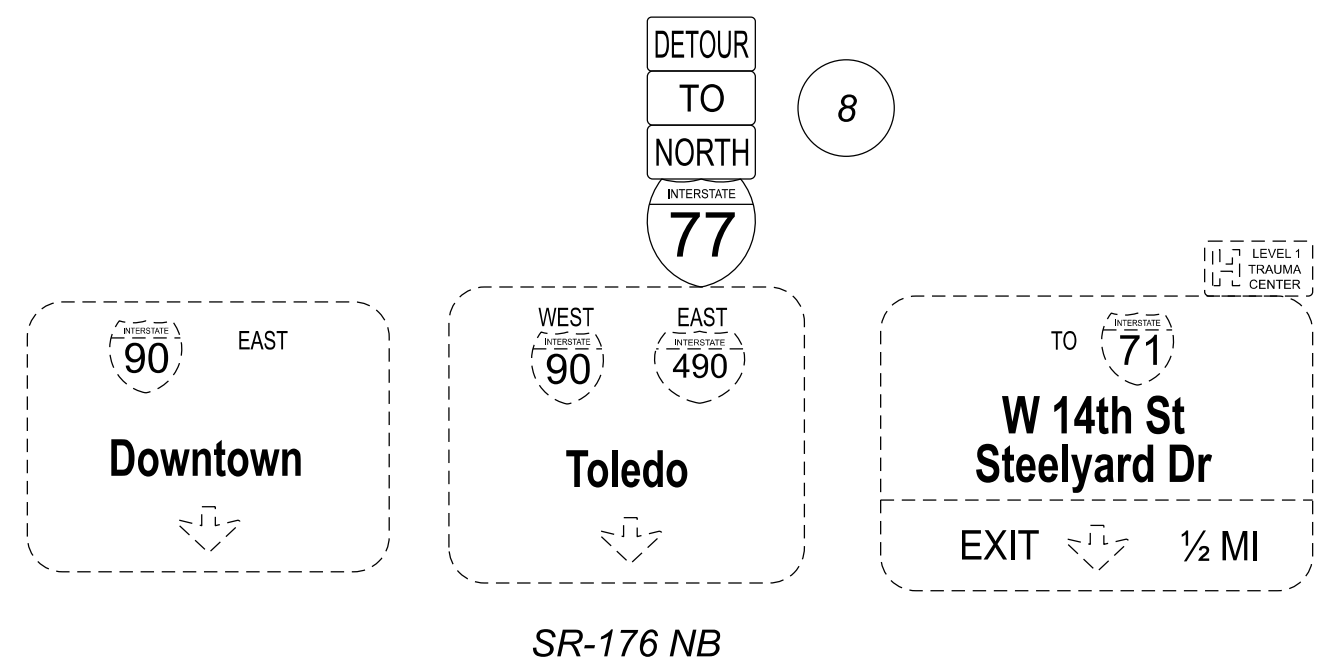 DETOUR
TO
NORTH
INTERSTATE
77
8
INTERSTATE
90
EAST
Downtown
WEST
INTERSTATE
90
EAST
INTERSTATE
490
Toledo
H LEVEL 1
TRAUMA
CENTER
TO
INTERSTATE
71
W 14th St
Steelyard Dr
EXIT ½ MI
SR-176 NB